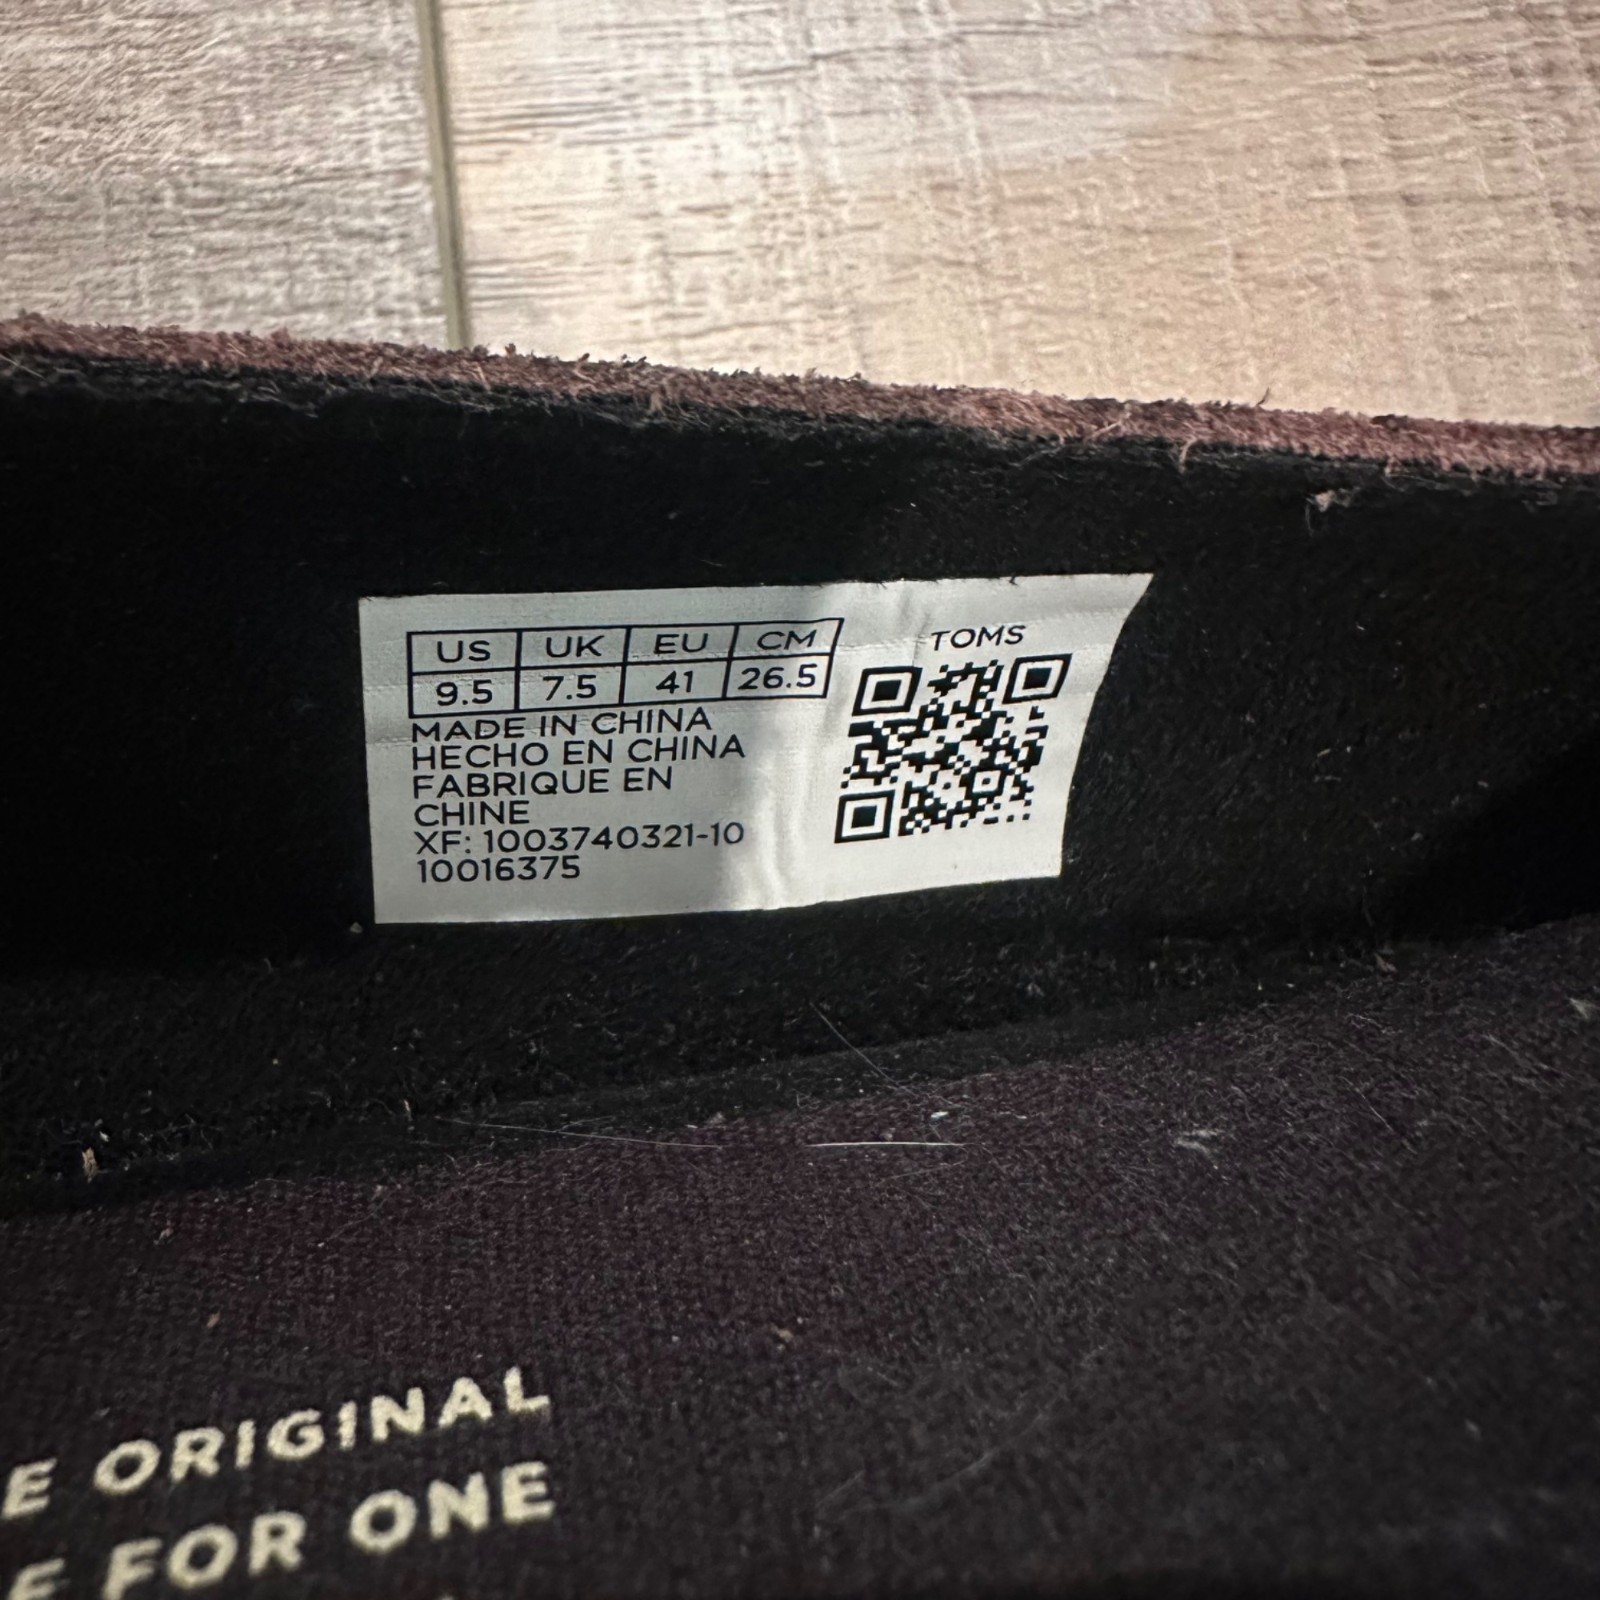 US UK EU CM
9.5 7.5 41 26.5
MADE IN CHINA
HECHO EN CHINA
FABRIQUE EN
CHINE
XF: 1003740321-10
10016375
TOMS
E ORIGINAL
E FOR ONE